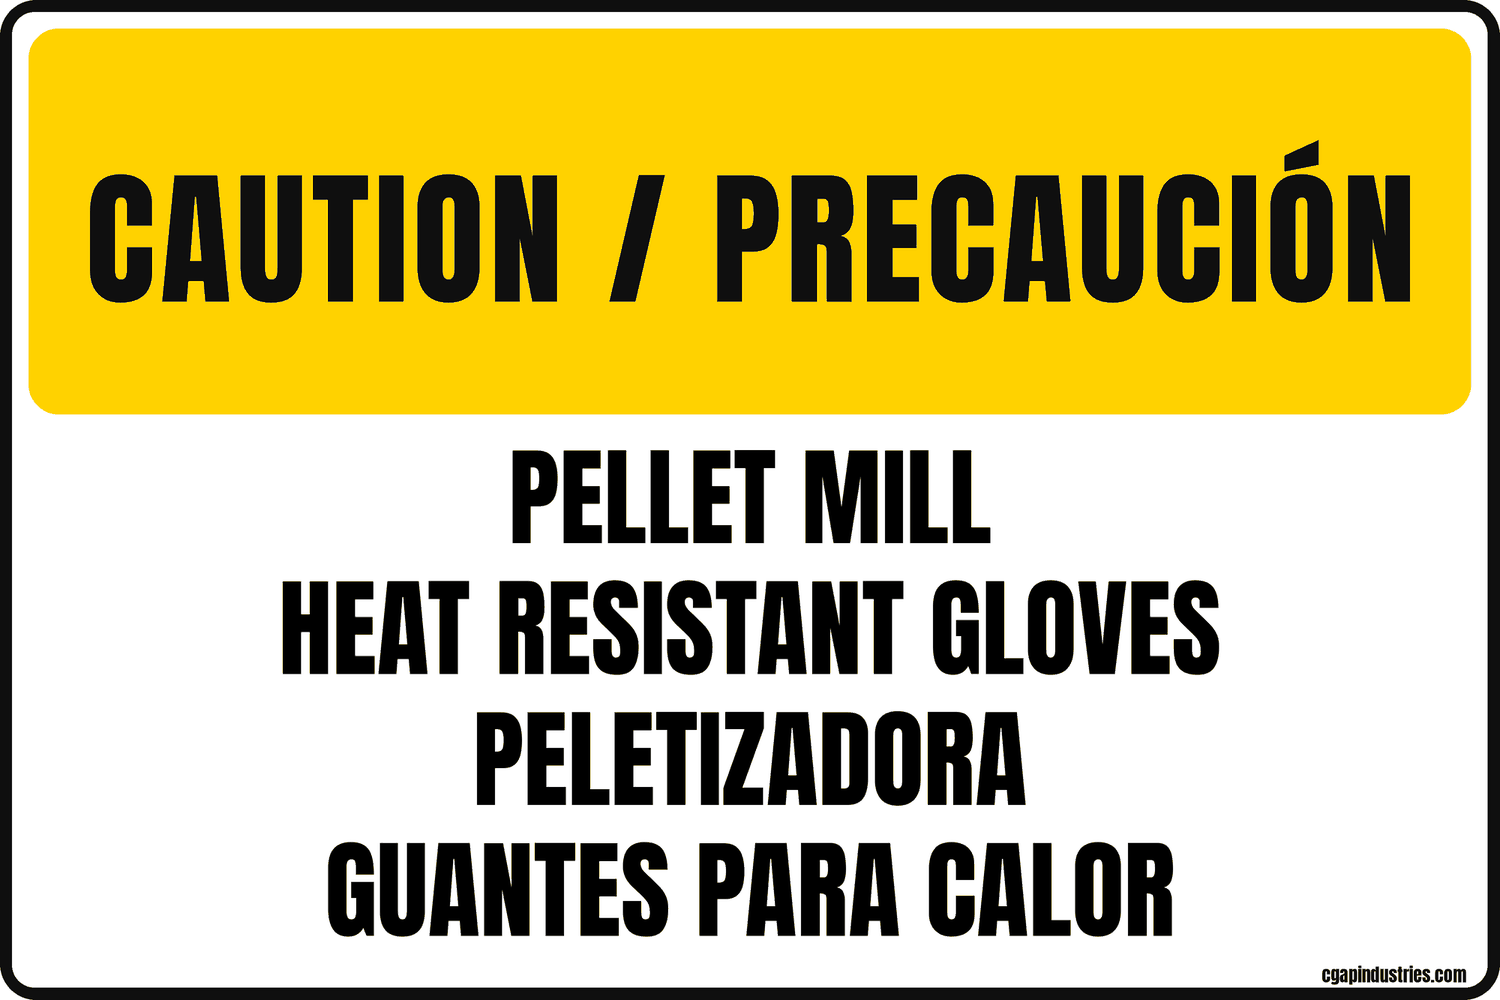 CAUTION / PRECAUCIÓN
PELLET MILL
HEAT RESISTANT GLOVES
PELETIZADORA
GUANTES PARA CALOR
cgapindustries.com